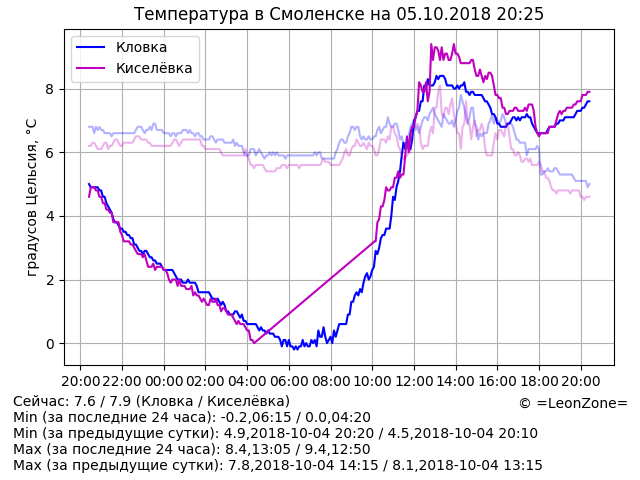 Температура в Смоленске на 05.10.2018 20:25
Кловка
Киселёвка
градусов Цельсия, °C
8
6
4
2
0
20:00 22:00 00:00 02:00 04:00 06:00 08:00 10:00 12:00 14:00 16:00 18:00 20:00
Сейчас: 7.6 / 7.9 (Кловка / Киселёвка)
© =LeonZone=
Min (за последние 24 часа): -0.2,06:15 / 0.0,04:20
Min (за предыдущие сутки): 4.9,2018-10-04 20:20 / 4.5,2018-10-04 20:10
Max (за последние 24 часа): 8.4,13:05 / 9.4,12:50
Max (за предыдущие сутки): 7.8,2018-10-04 14:15 / 8.1,2018-10-04 13:15